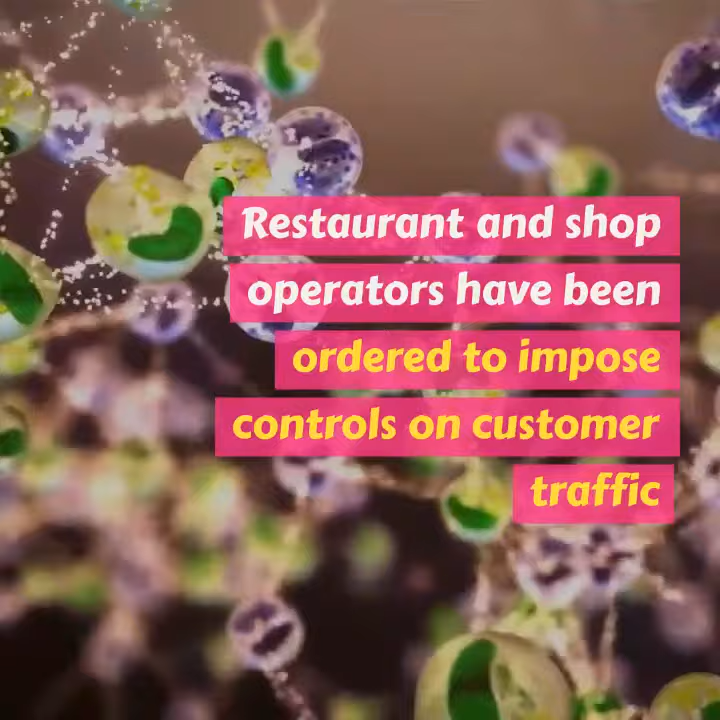 Restaurant and shop
operators have been
ordered to impose
controls on customer
traffic